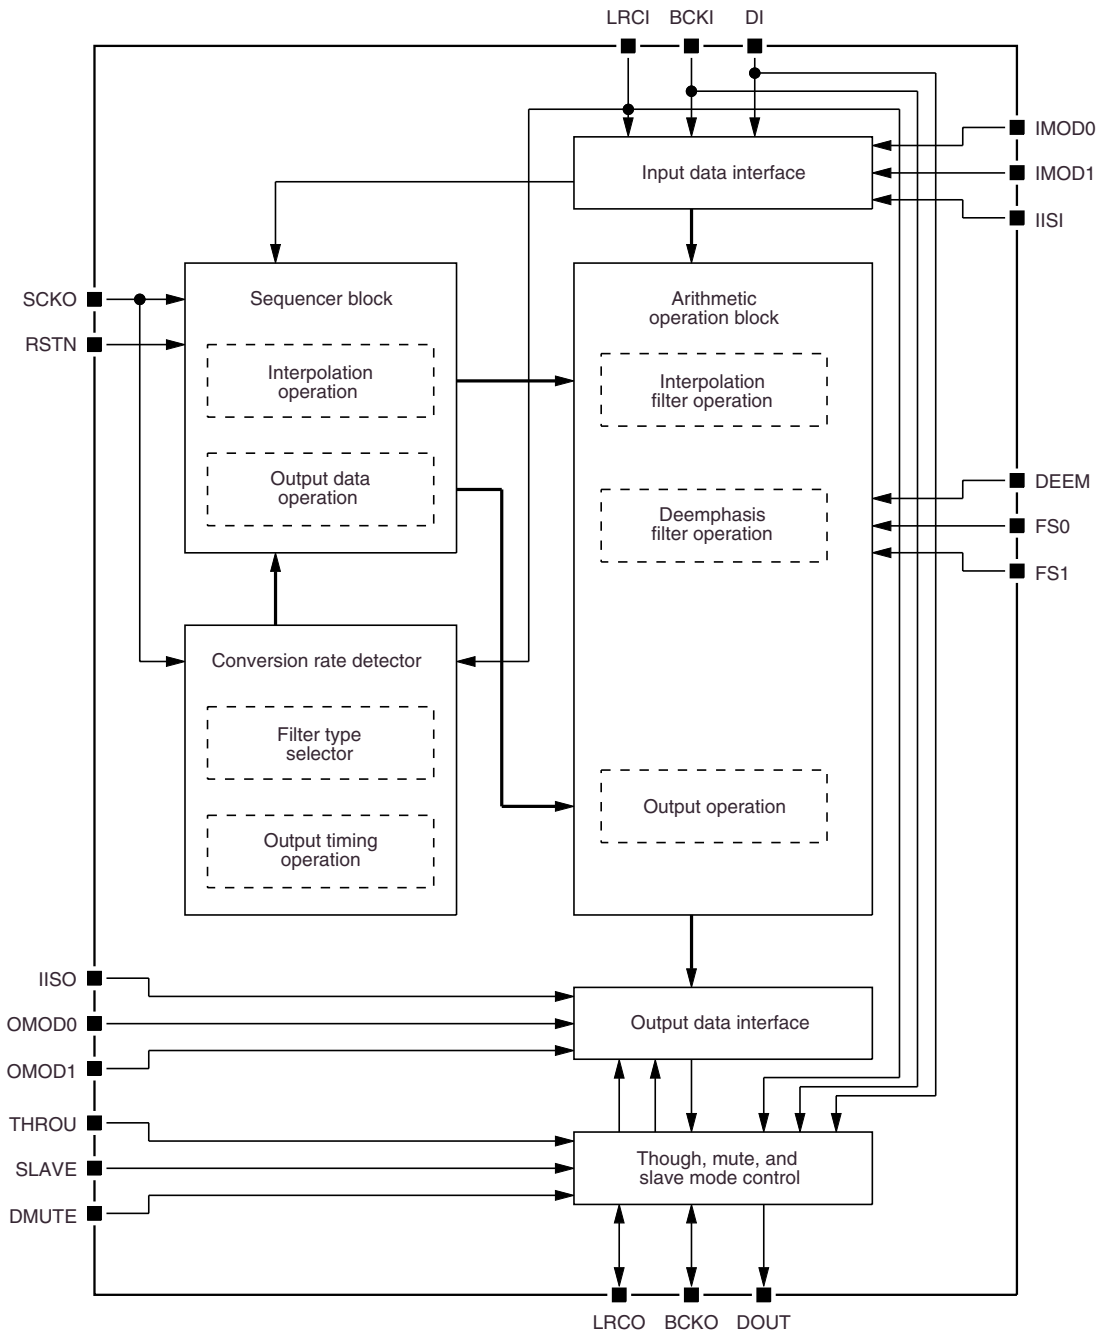 LRCI BCKI DI
IMOD0
Input data interface
IMOD1
IISI
SCKO
Sequencer block
Arithmetic
operation block
RSTN
Interpolation
operation
Interpolation
filter operation
Output data
operation
DEEM
Deemphasis
filter operation
FS0
FS1
Conversion rate detector
Filter type
selector
Output operation
Output timing
operation
IISO
OMOD0
Output data interface
OMOD1
THROU
SLAVE
Though, mute, and
slave mode control
DMUTE
LRCO BCKO DOUT